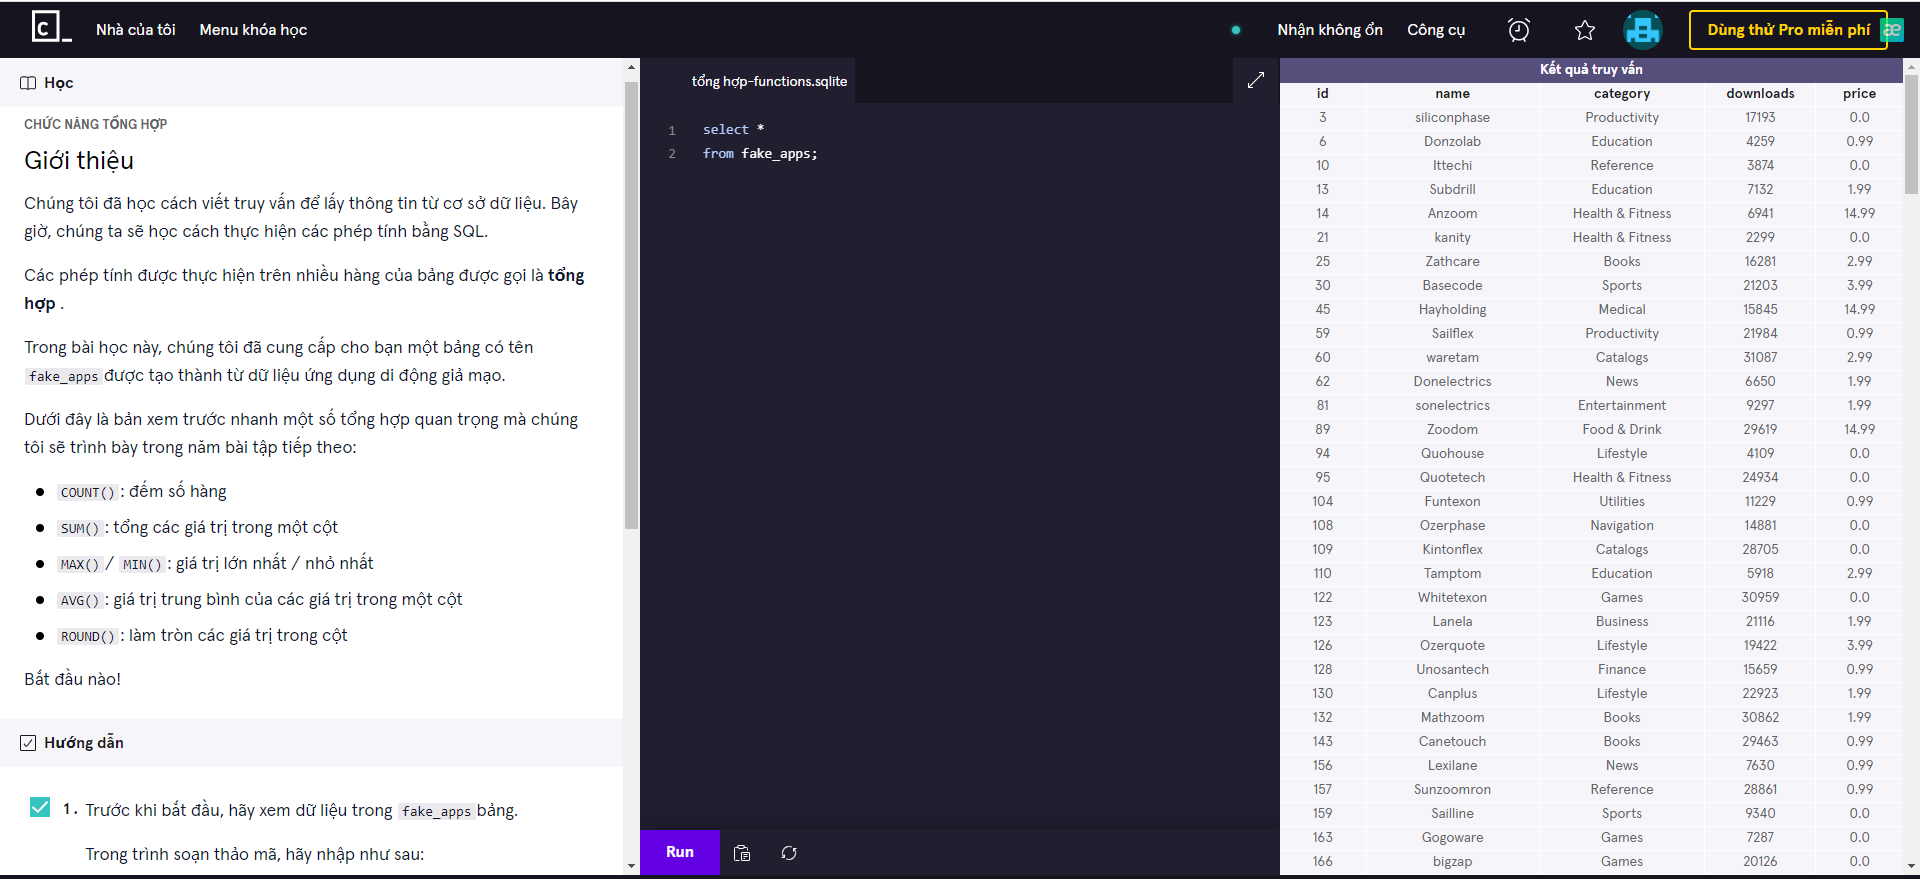 C_
Nhà của tôi
Menu khóa học
Nhận không ổn
Công cụ
Dùng thử Pro miễn phí
æ
Học
CHỨC NĂNG TỔNG HỢP
Giới thiệu
Chúng tôi đã học cách viết truy vấn để lấy thông tin từ cơ sở dữ liệu. Bây
giờ, chúng ta sẽ học cách thực hiện các phép tính bằng SQL.
Các phép tính được thực hiện trên nhiều hàng của bảng được gọi là tổng
hợp .
Trong bài học này, chúng tôi đã cung cấp cho bạn một bảng có tên
fake_apps được tạo thành từ dữ liệu ứng dụng di động giả mạo.
Dưới đây là bản xem trước nhanh một số tổng hợp quan trọng mà chúng
tôi sẽ trình bày trong năm bài tập tiếp theo:
COUNT() : đếm số hàng
SUM() : tổng các giá trị trong một cột
MAX() / MIN() : giá trị lớn nhất / nhỏ nhất
AVG() : giá trị trung bình của các giá trị trong một cột
ROUND() : làm tròn các giá trị trong cột
Bắt đầu nào!
Hướng dẫn
1. Trước khi bắt đầu, hãy xem dữ liệu trong fake_apps bảng.
Trong trình soạn thảo mã, hãy nhập như sau:
tổng hợp-functions.sqlite
1 select *
2 from fake_apps;
Run
Kết quả truy vấn
id name category downloads price
3 siliconphase Productivity 17193 0.0
6 Donzolab Education 4259 0.99
10 Ittechi Reference 3874 0.0
13 Subdrill Education 7132 1.99
14 Anzoom Health & Fitness 6941 14.99
21 kanity Health & Fitness 2299 0.0
25 Zathcare Books 16281 2.99
30 Basecode Sports 21203 3.99
45 Hayholding Medical 15845 14.99
59 Sailflex Productivity 21984 0.99
60 waretam Catalogs 31087 2.99
62 Donelectrics News 6650 1.99
81 sonelectrics Entertainment 9297 1.99
89 Zoodom Food & Drink 29619 14.99
94 Quohouse Lifestyle 4109 0.0
95 Quotetech Health & Fitness 24934 0.0
104 Funtexon Utilities 11229 0.99
108 Ozerphase Navigation 14881 0.0
109 Kintonflex Catalogs 28705 0.0
110 Tamptom Education 5918 2.99
122 Whitetexon Games 30959 0.0
123 Lanela Business 21116 1.99
126 Ozerquote Lifestyle 19422 3.99
128 Unosantech Finance 15659 0.99
130 Canplus Lifestyle 22923 1.99
132 Mathzoom Books 30862 1.99
143 Canetouch Books 29463 0.99
156 Lexilane News 7630 0.99
157 Sunzoomron Reference 28861 0.99
159 Sailline Sports 9340 0.0
163 Gogoware Games 7287 0.0
166 bigzap Games 20126 0.0